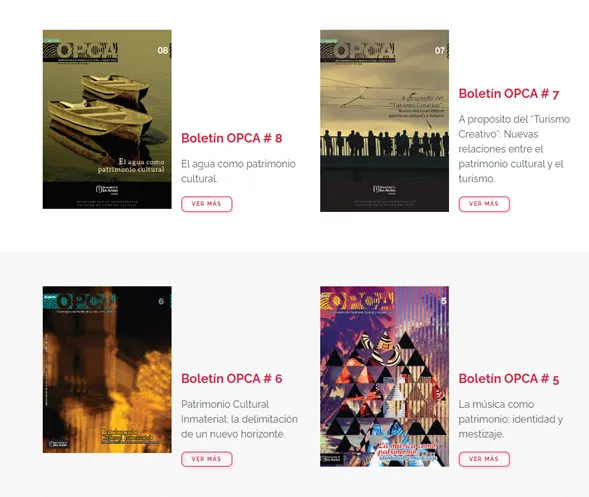 OPCA
08
El agua como
patrimonio cultural
Boletín OPCA # 8
El agua como patrimonio
cultural.
VER MÁS
OPCA
07
A propósito del
"Turismo Creativo":
Boletín OPCA # 7
A propósito del "Turismo
Creativo": Nuevas
relaciones entre el
patrimonio cultural y el
turismo.
VER MÁS
OPCA
6
Patrimonio
Cultural Inmaterial:
Boletín OPCA # 6
Patrimonio Cultural
Inmaterial: la delimitación
de un nuevo horizonte.
VER MÁS
OPCA
5
La música como
patrimonio:
Boletín OPCA # 5
La música como
patrimonio: identidad y
mestizaje.
VER MÁS